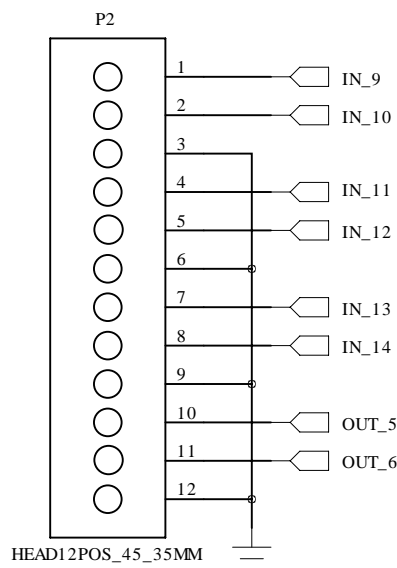 P2
1 IN_9
2 IN_10
3
4 IN_11
5 IN_12
6
7 IN_13
8 IN_14
9
10 OUT_5
11 OUT_6
12
HEAD12POS_45_35MM